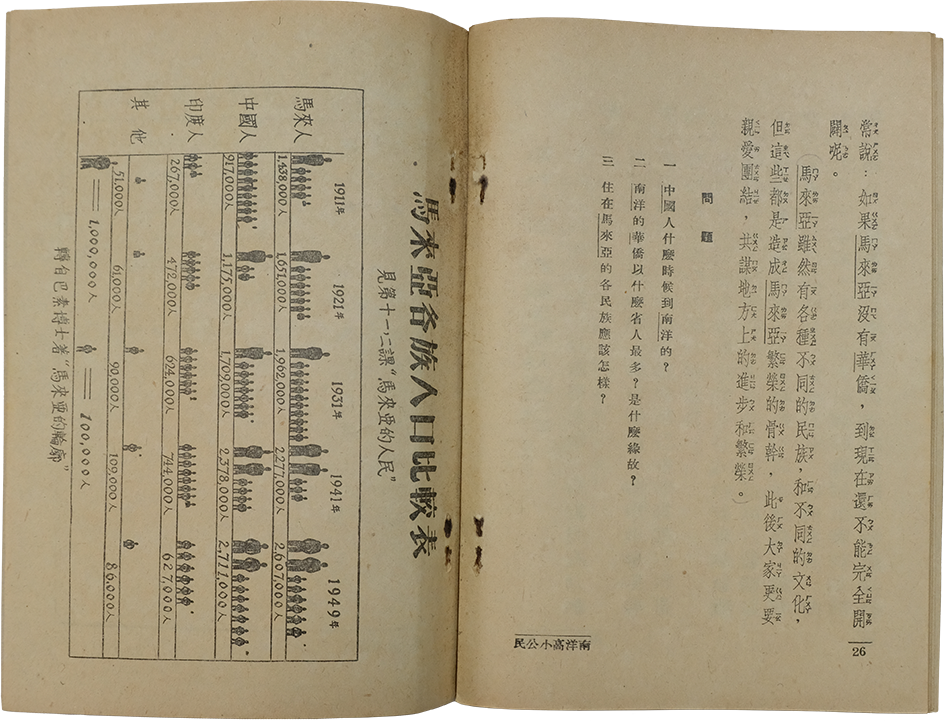 常說：如果馬來亞沒有華僑，到現在還不能完全開
闢呢。
（馬來亞雖然有各種不同的民族，和不同的文化，
但這些都是造成馬來亞繁榮的骨幹，此後大家更要
親愛團結，共謀地方上的進步和繁榮。）
問題
一 中國人什麼時候到南洋的？
二 南洋的華僑以什麼省人最多？是什麼緣故？
三 住在馬來亞的各民族應該怎樣？
南洋高小公民
26
馬來亞各族人口比較表
見第十二課“馬來亞的人民”
1911年 1921年 1931年 1941年 1949年
馬來人 1,438,000人 1,651,000人 1,962,000人 2,277,000人 2,607,000人
中國人 917,000人 1,175,000人 1,709,000人 2,378,000人 2,711,000人
印度人 267,000人 472,000人 624,000人 744,000人 627,000人
其他 51,000人 61,000人 90,000人 109,000人 86,000人
＝1,000,000人 ＝100,000人
轉自巴素博士著“馬來亞的輪廓”